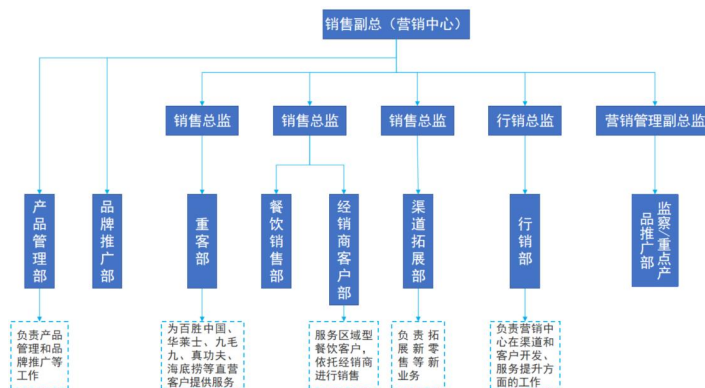 销售副总（营销中心）
销售总监
销售总监
销售总监
行销总监
营销管理副总监
产品管理部
品牌推广部
重客部
餐饮销售部
经销商客户部
渠道拓展部
行销部
监察/重点产
品推广部
负责产品
管理和品
牌推广等
工作
为百胜中国、
华莱士、九毛
九、真功夫、
海底捞等直营
客户提供服务
服务区域型
餐饮客户，
依托经销商
进行销售
负责拓
展新零
售等新
业务
负责营销中
心在渠道和
客户开发、
服务提升方
面的工作